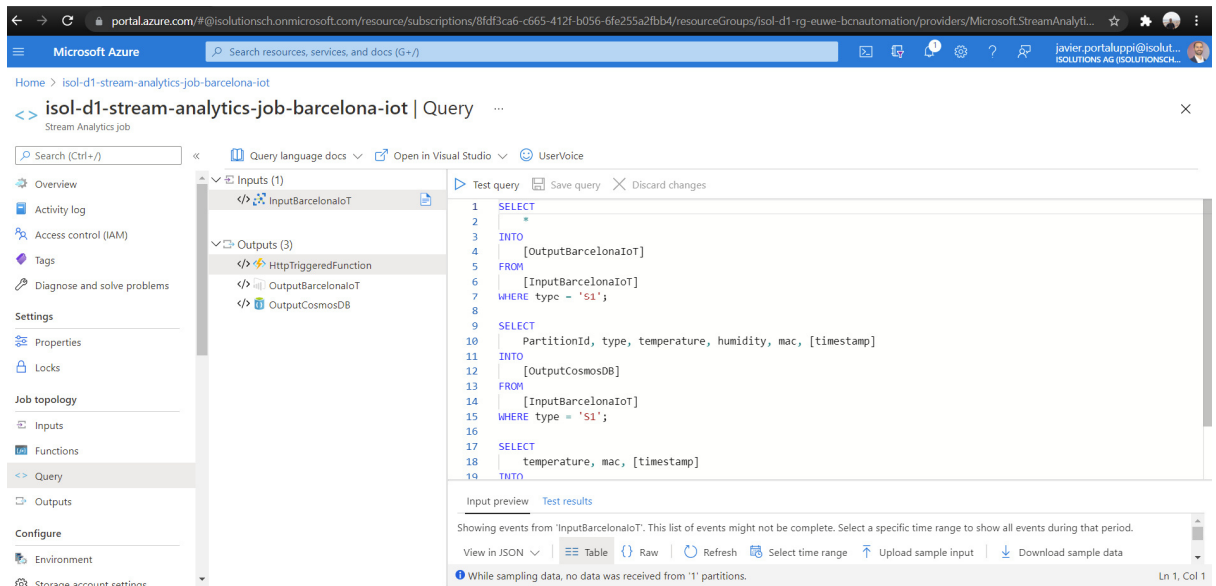 portal.azure.com/#@isolutionsch.onmicrosoft.com/resource/subscriptions/8fdf3ca6-c665-412f-b056-6fe255a2fbb4/resourceGroups/isol-d1-rg-euwe-bcnautomation/providers/Microsoft.StreamAnalyti...
Microsoft Azure
Search resources, services, and docs (G+/)
1
javier.portaluppi@isolut...
ISOLUTIONS AG (ISOLUTIONSCH...
Home > isol-d1-stream-analytics-job-barcelona-iot
<> isol-d1-stream-analytics-job-barcelona-iot | Query ...
Stream Analytics job
Search (Ctrl+/)
«
Overview
Activity log
Access control (IAM)
Tags
Diagnose and solve problems
Settings
Properties
Locks
Job topology
Inputs
Functions
<> Query
Outputs
Configure
Environment
Storage account settings
Query language docs
Open in Visual Studio
UserVoice
Inputs (1)
</> InputBarcelonaIoT
Outputs (3)
</> HttpTriggeredFunction
</> OutputBarcelonaIoT
</> OutputCosmosDB
Test query
Save query
Discard changes
1 SELECT
2 *
3 INTO
4 [OutputBarcelonaIoT]
5 FROM
6 [InputBarcelonaIoT]
7 WHERE type = 'S1';
8
9 SELECT
10 PartitionId, type, temperature, humidity, mac, [timestamp]
11 INTO
12 [OutputCosmosDB]
13 FROM
14 [InputBarcelonaIoT]
15 WHERE type = 'S1';
16
17 SELECT
18 temperature, mac, [timestamp]
19 INTO
Input preview Test results
Showing events from 'InputBarcelonaIoT'. This list of events might not be complete. Select a specific time range to show all events during that period.
View in JSON Table {} Raw Refresh Select time range Upload sample input Download sample data
While sampling data, no data was received from '1' partitions.
Ln 1, Col 1